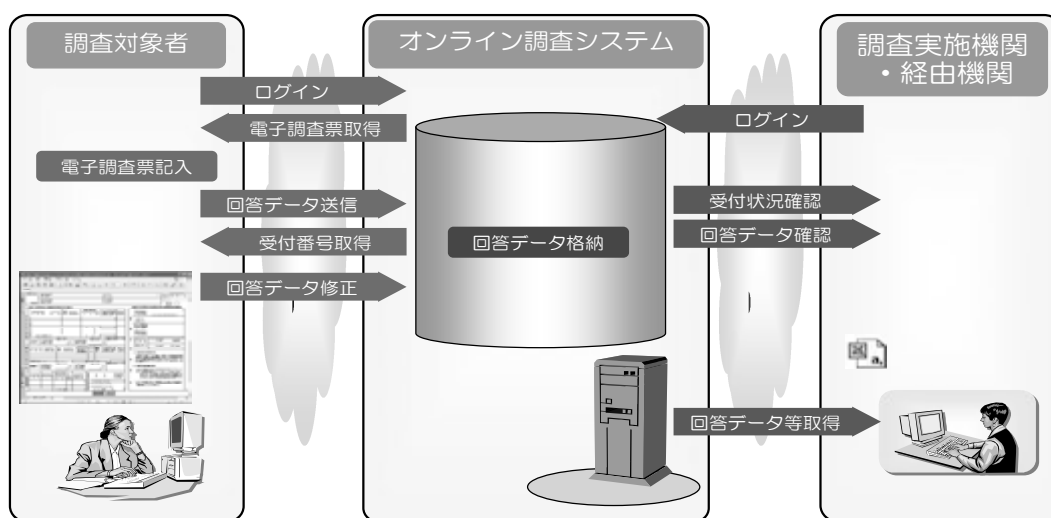 調査対象者
オンライン調査システム
調査実施機関
・経由機関
ログイン
電子調査票取得
電子調査票記入
回答データ送信
受付番号取得
回答データ修正
回答データ格納
ログイン
受付状況確認
回答データ確認
回答データ等取得